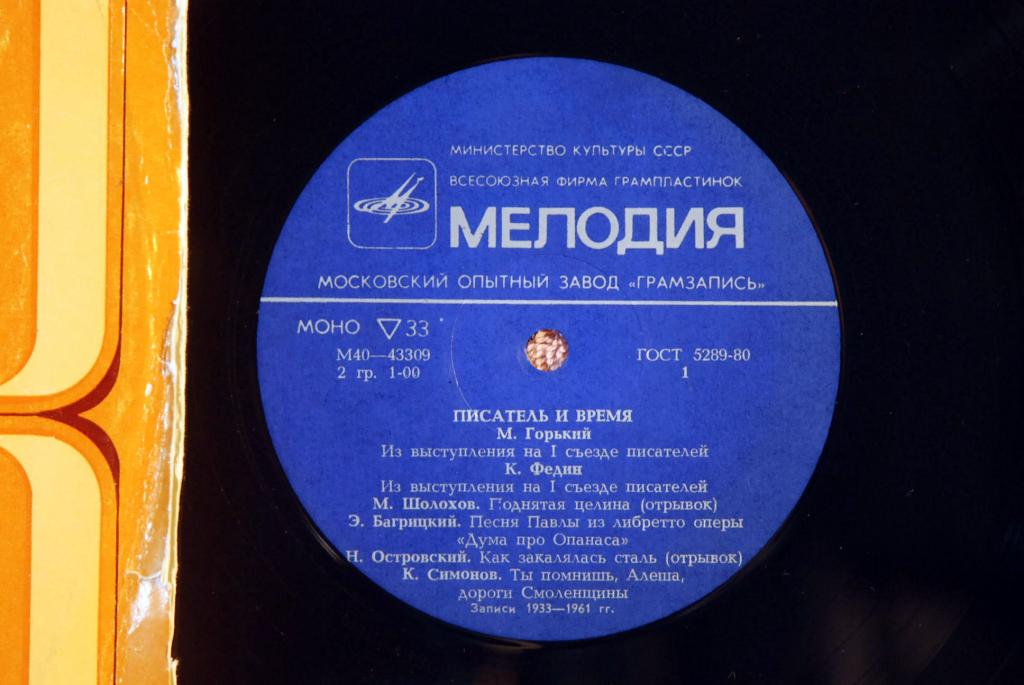 МИНИСТЕРСТВО КУЛЬТУРЫ СССР
ВСЕСОЮЗНАЯ ФИРМА ГРАМПЛАСТИНОК
МЕЛОДИЯ
МОСКОВСКИЙ ОПЫТНЫЙ ЗАВОД «ГРАМЗАПИСЬ»
МОНО ▽ 33
М40—43309
2 гр. 1-00
ГОСТ 5289-80
1
ПИСАТЕЛЬ И ВРЕМЯ
М. Горький
Из выступления на I съезде писателей
К. Федин
Из выступления на I съезде писателей
М. Шолохов. Поднятая целина (отрывок)
Э. Багрицкий. Песня Павлы из либретто оперы
«Дума про Опанаса»
Н. Островский. Как закалялась сталь (отрывок)
К. Симонов. Ты помнишь, Алеша,
дороги Смоленщины
Записи 1933—1961 гг.